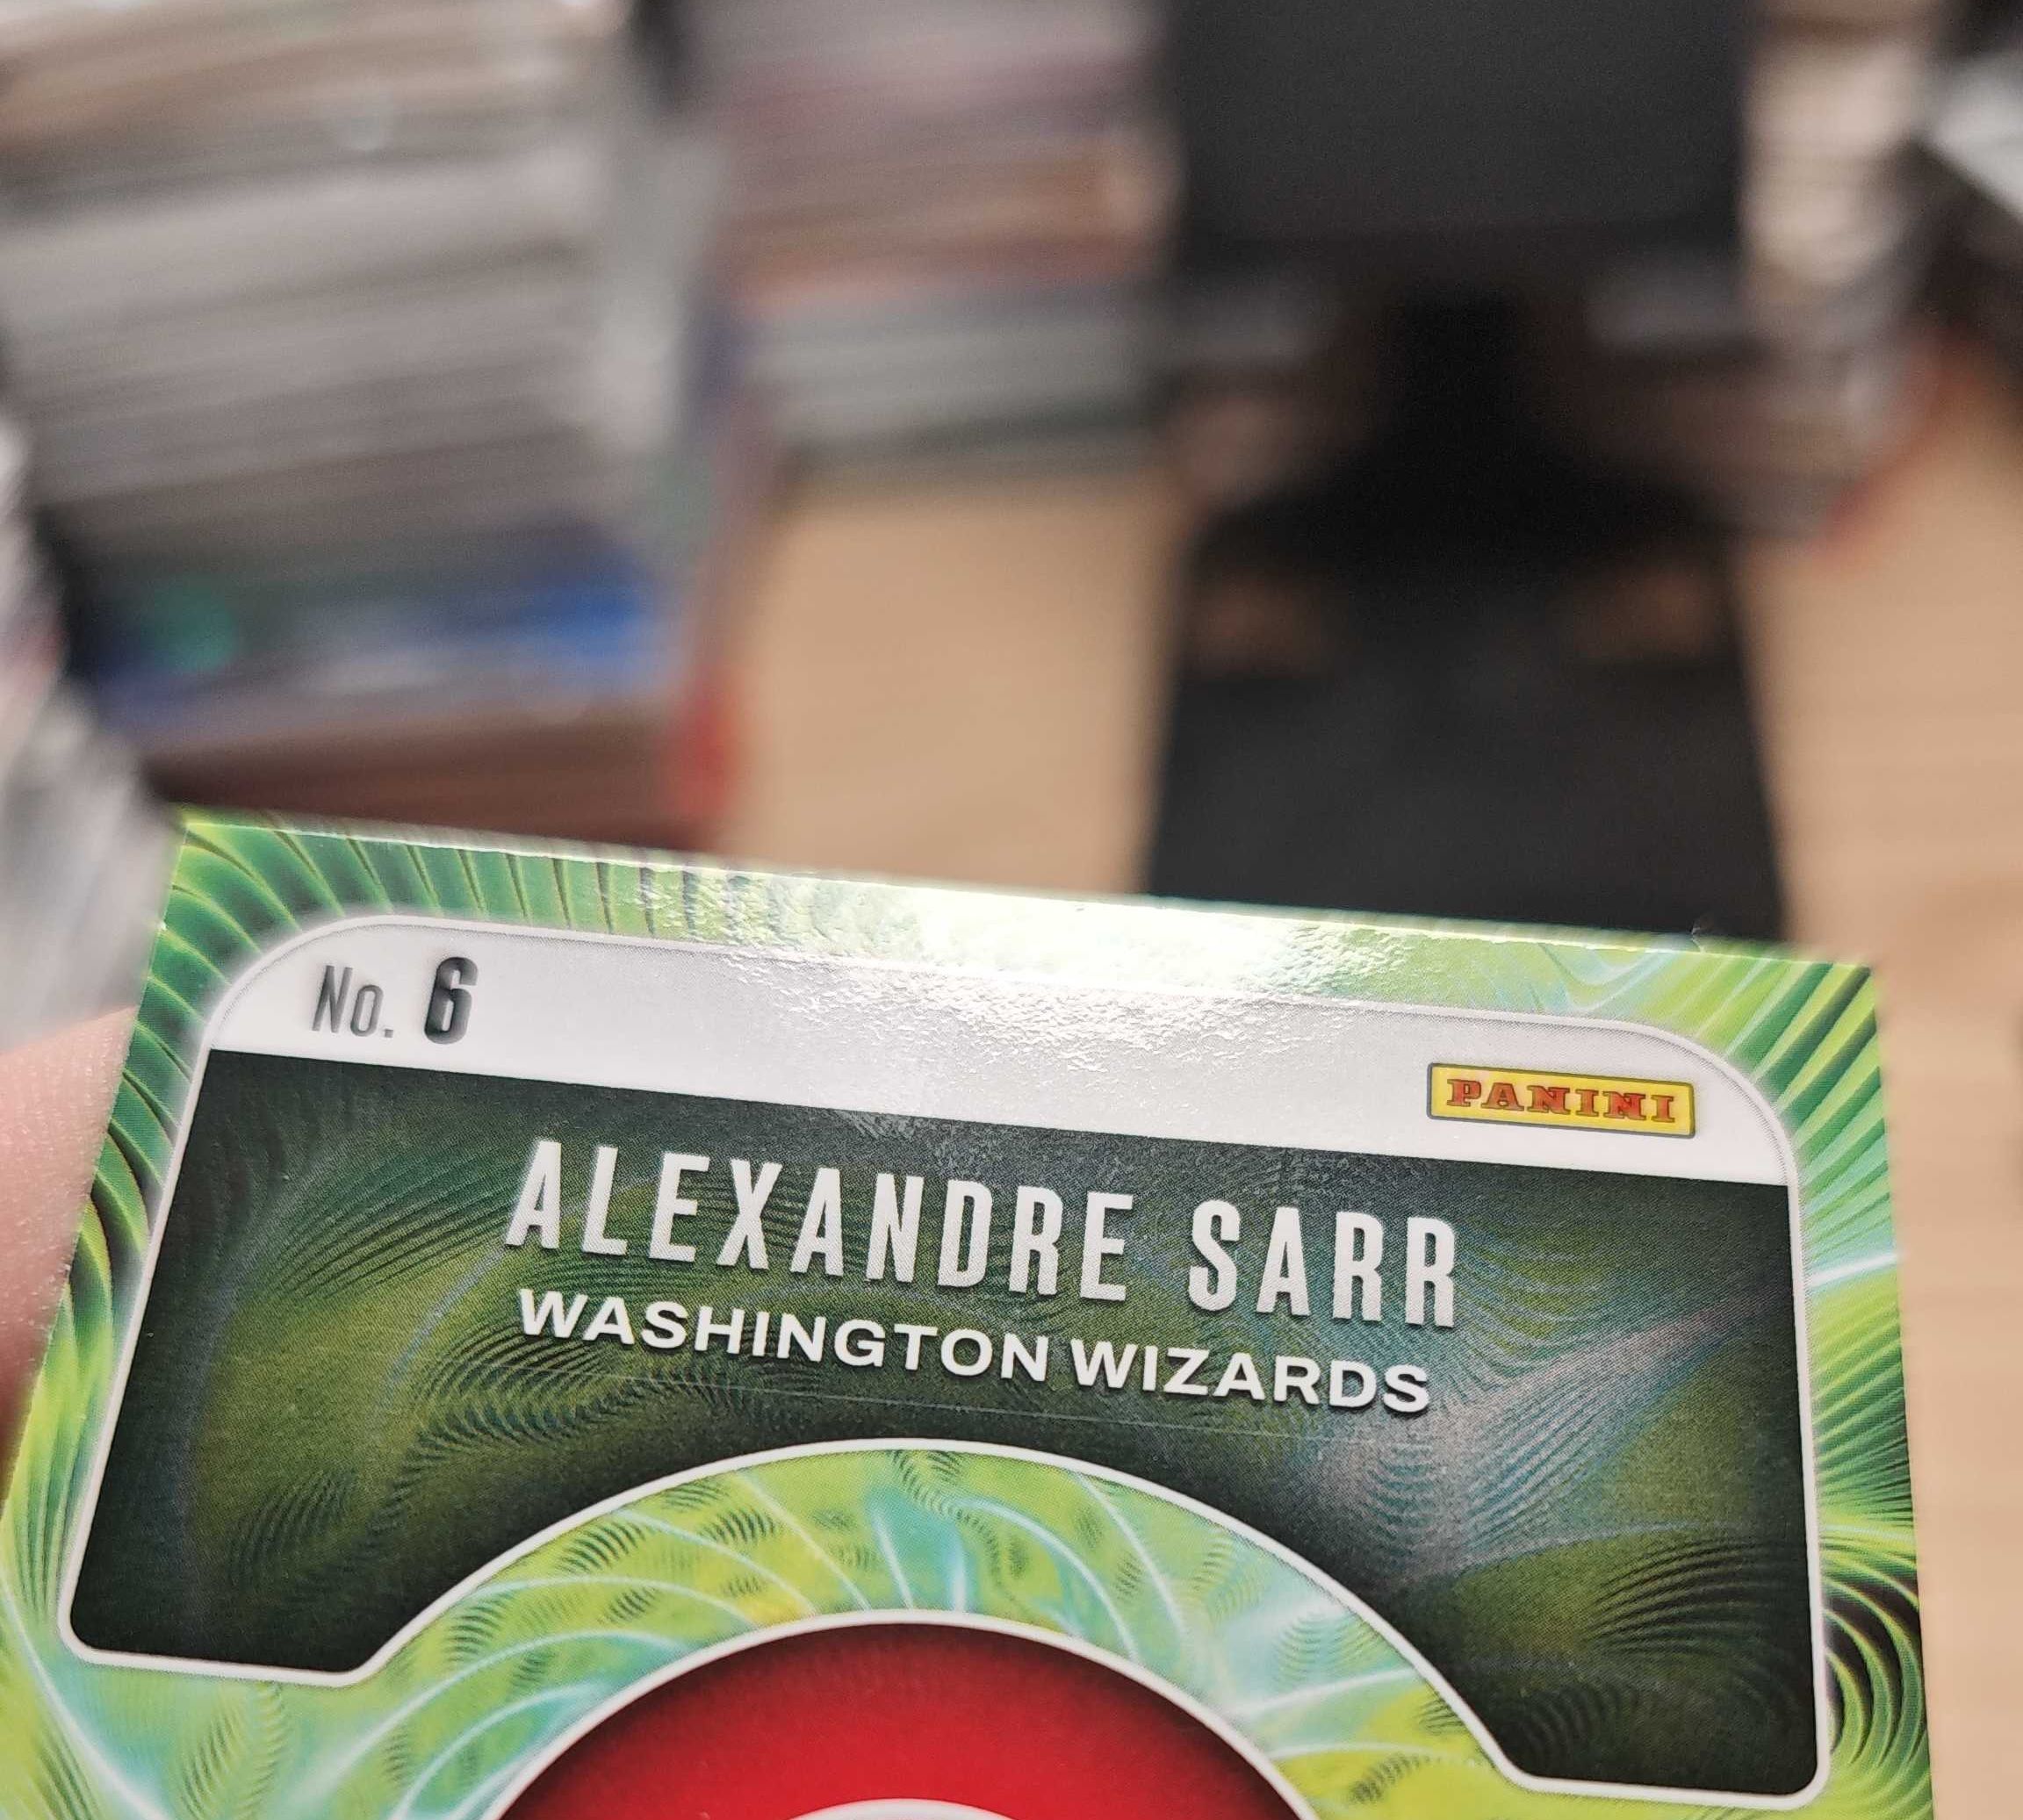 No. 6
PANINI
ALEXANDRE SARR
WASHINGTON WIZARDS